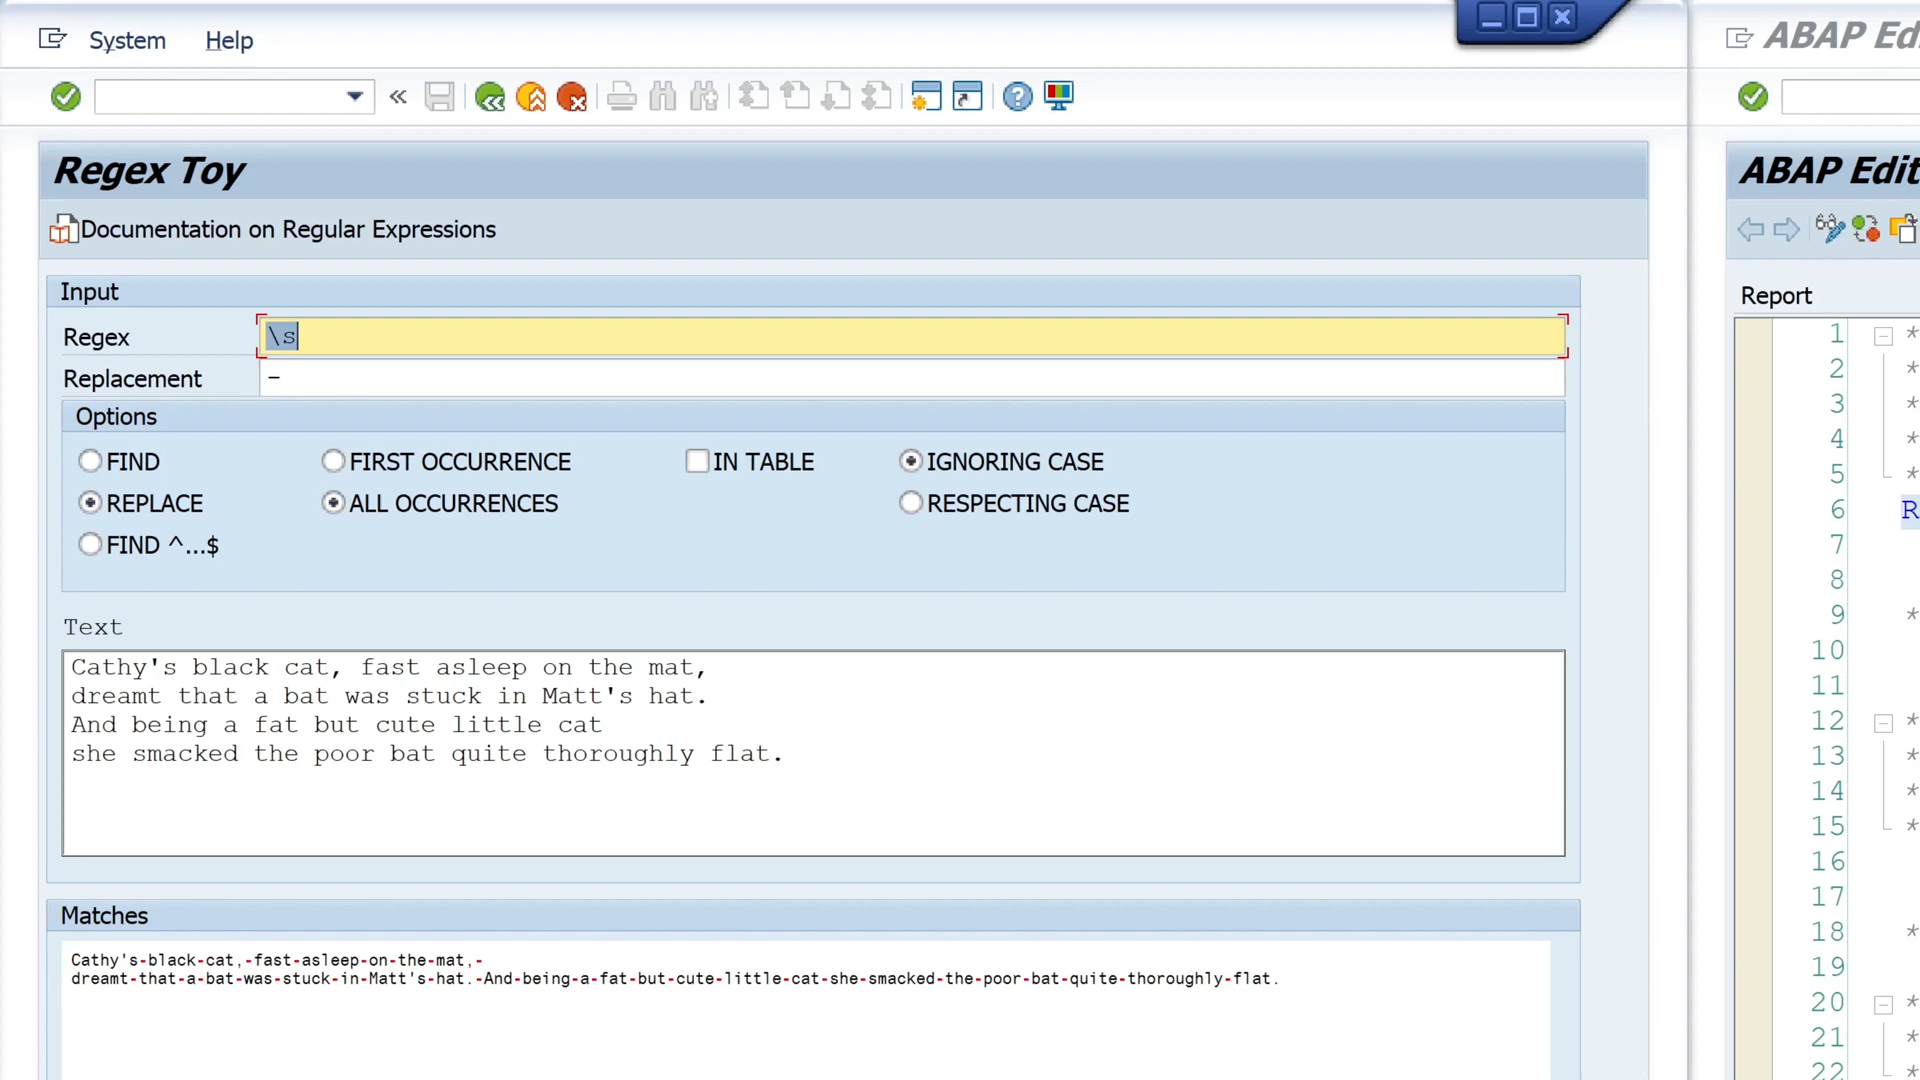 System Help
ABAP Edi
Regex Toy
ABAP Edit
Documentation on Regular Expressions
Input
Report
Regex \s
Replacement -
Options
FIND FIRST OCCURRENCE IN TABLE IGNORING CASE
REPLACE ALL OCCURRENCES RESPECTING CASE
FIND ^...$
Text
Cathy's black cat, fast asleep on the mat,
dreamt that a bat was stuck in Matt's hat.
And being a fat but cute little cat
she smacked the poor bat quite thoroughly flat.
Matches
Cathy's-black-cat,-fast-asleep-on-the-mat,-
dreamt-that-a-bat-was-stuck-in-Matt's-hat.-And-being-a-fat-but-cute-little-cat-she-smacked-the-poor-bat-quite-thoroughly-flat.
1 *
2 *
3 *
4 *
5 *
6 R
7
8
9 *
10
11
12 *
13 *
14 *
15 *
16
17
18 *
19
20 *
21 *
22 *